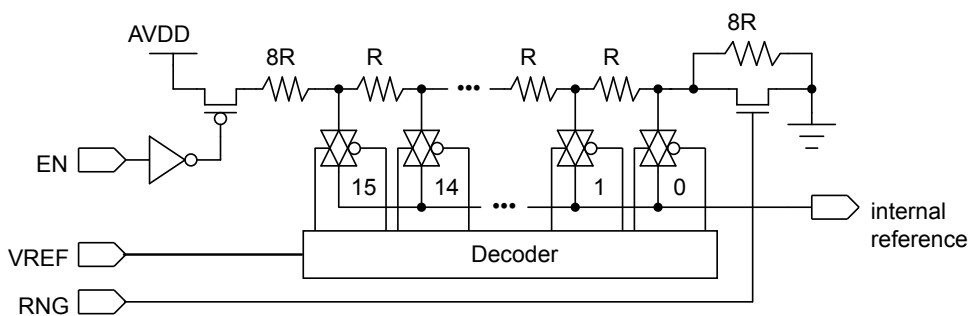 8R
AVDD
8R
R
R
R
...
EN
15
14
1
0
...
internal
reference
VREF
Decoder
RNG